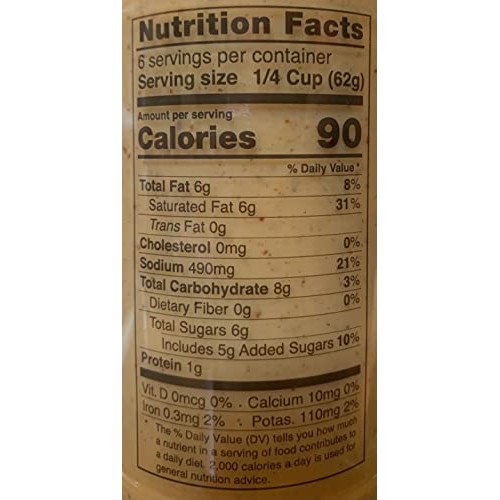 Nutrition Facts
6 servings per container
Serving size 1/4 Cup (62g)
Amount per serving
Calories 90
% Daily Value *
Total Fat 6g 8%
Saturated Fat 6g 31%
Trans Fat 0g
Cholesterol 0mg 0%
Sodium 490mg 21%
Total Carbohydrate 8g 3%
Dietary Fiber 0g 0%
Total Sugars 6g
Includes 5g Added Sugars 10%
Protein 1g
Vit. D 0mcg 0% · Calcium 10mg 0%
Iron 0.3mg 2% · Potas. 110mg 2%
* The % Daily Value (DV) tells you how much
a nutrient in a serving of food contributes to
a daily diet. 2,000 calories a day is used for
general nutrition advice.